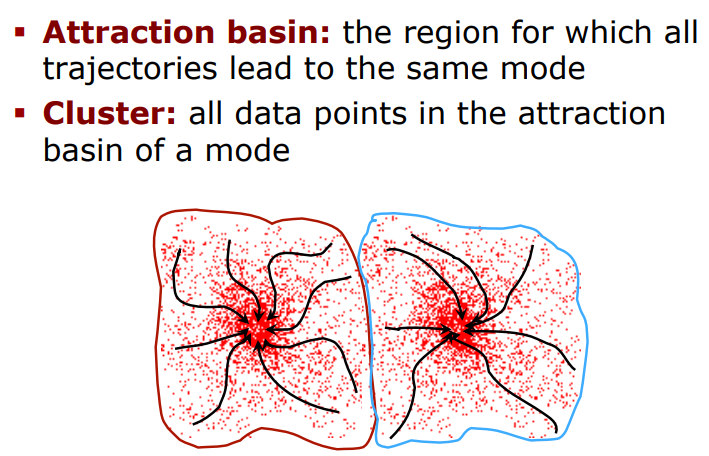 ▪ Attraction basin: the region for which all
trajectories lead to the same mode
▪ Cluster: all data points in the attraction
basin of a mode